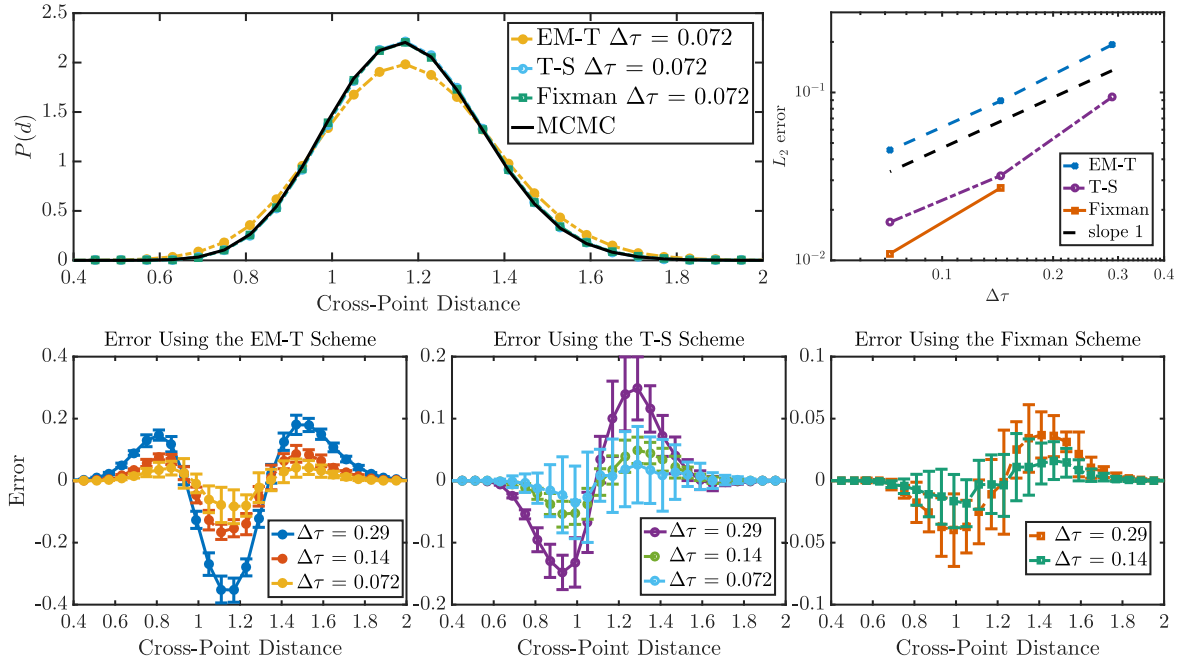 EM-T Δτ = 0.072
T-S Δτ = 0.072
Fixman Δτ = 0.072
MCMC
P(d)
2.5
2
1.5
1
0.5
0
0.4 0.6 0.8 1 1.2 1.4 1.6 1.8 2
Cross-Point Distance
L₂ error
10⁻¹
10⁻²
EM-T
T-S
Fixman
slope 1
0.1 0.2 0.3 0.4
Δτ
Error Using the EM-T Scheme
Error
0.4
0.2
0
-0.2
-0.4
Δτ = 0.29
Δτ = 0.14
Δτ = 0.072
0.4 0.6 0.8 1 1.2 1.4 1.6 1.8 2
Cross-Point Distance
Error Using the T-S Scheme
0.2
0.1
0
-0.1
-0.2
Δτ = 0.29
Δτ = 0.14
Δτ = 0.072
0.4 0.6 0.8 1 1.2 1.4 1.6 1.8 2
Cross-Point Distance
Error Using the Fixman Scheme
0.1
0.05
0
-0.05
-0.1
Δτ = 0.29
Δτ = 0.14
0.4 0.6 0.8 1 1.2 1.4 1.6 1.8 2
Cross-Point Distance